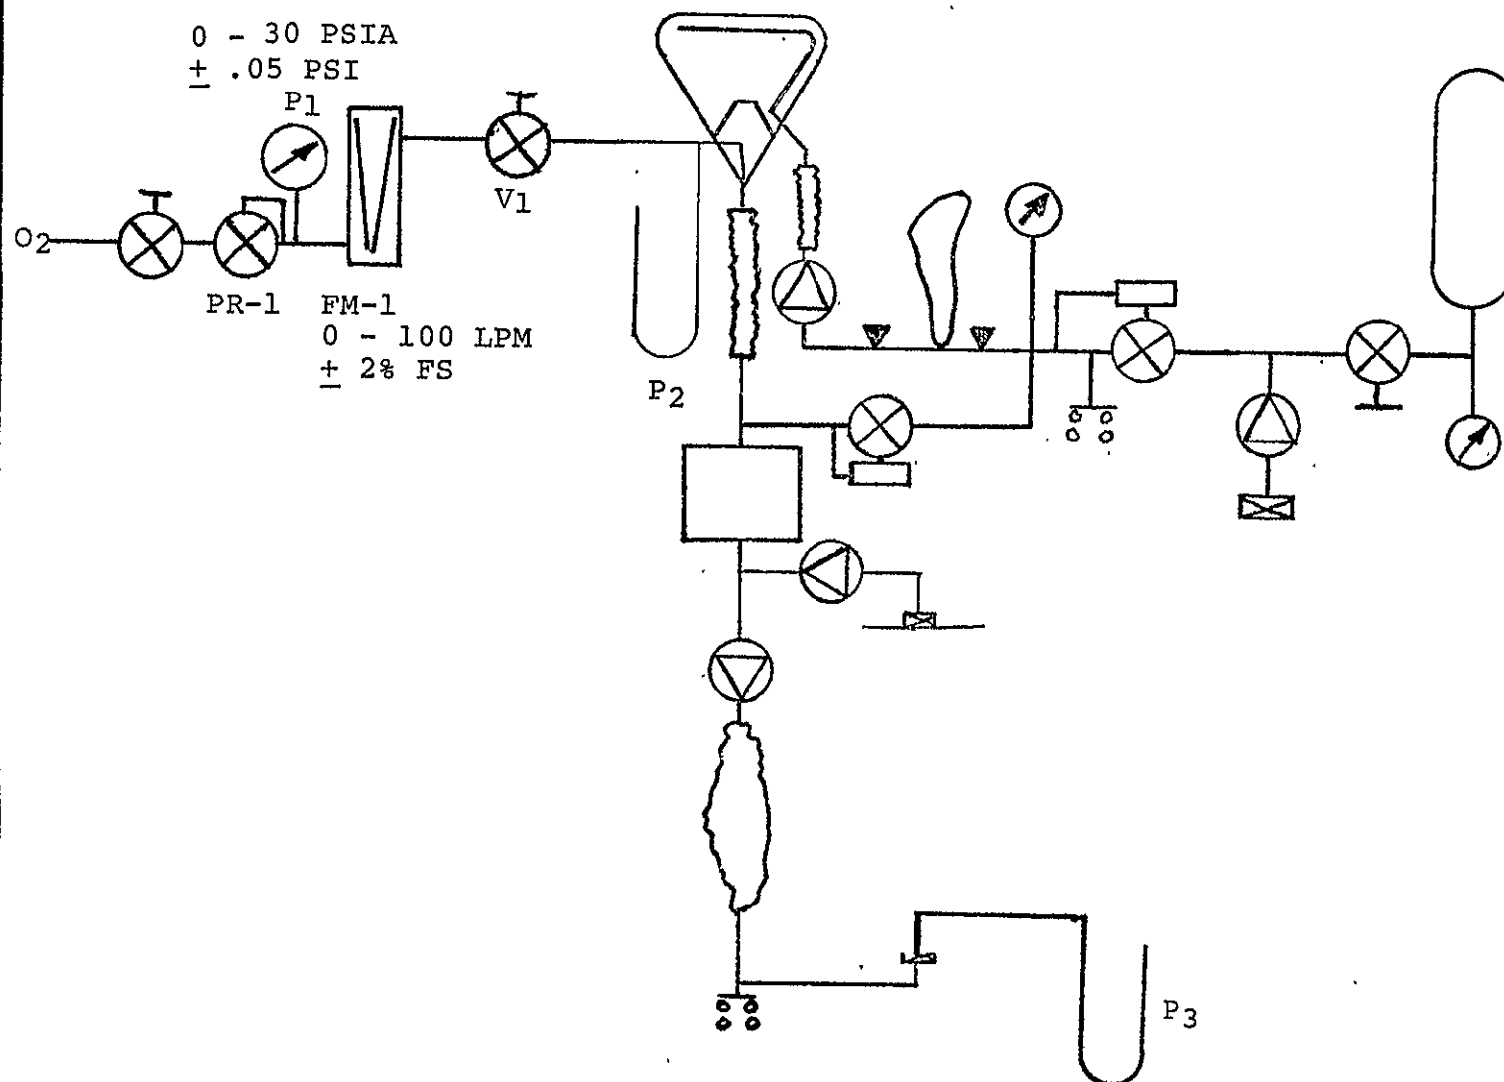 0 - 30 PSIA
± .05 PSI
P1
V1
O2
PR-1
FM-1
0 - 100 LPM
± 2% FS
P2
P3